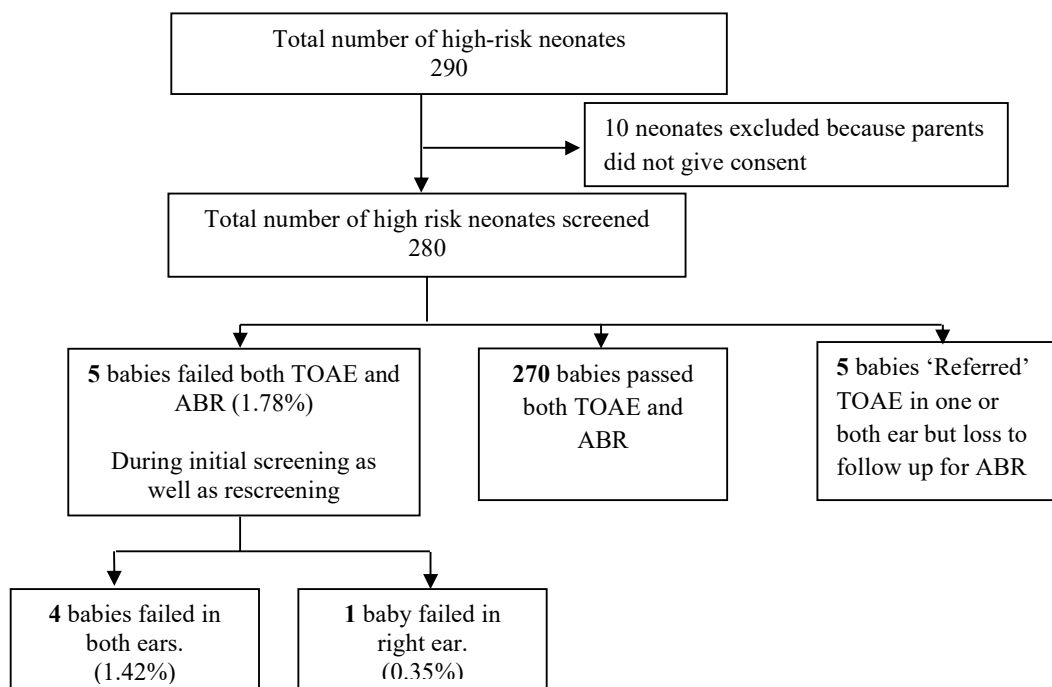 Total number of high-risk neonates
290
10 neonates excluded because parents
did not give consent
Total number of high risk neonates screened
280
5 babies failed both TOAE and
ABR (1.78%)
During initial screening as
well as rescreening
270 babies passed
both TOAE and
ABR
5 babies ‘Referred’
TOAE in one or
both ear but loss to
follow up for ABR
4 babies failed in
both ears.
(1.42%)
1 baby failed in
right ear.
(0.35%)